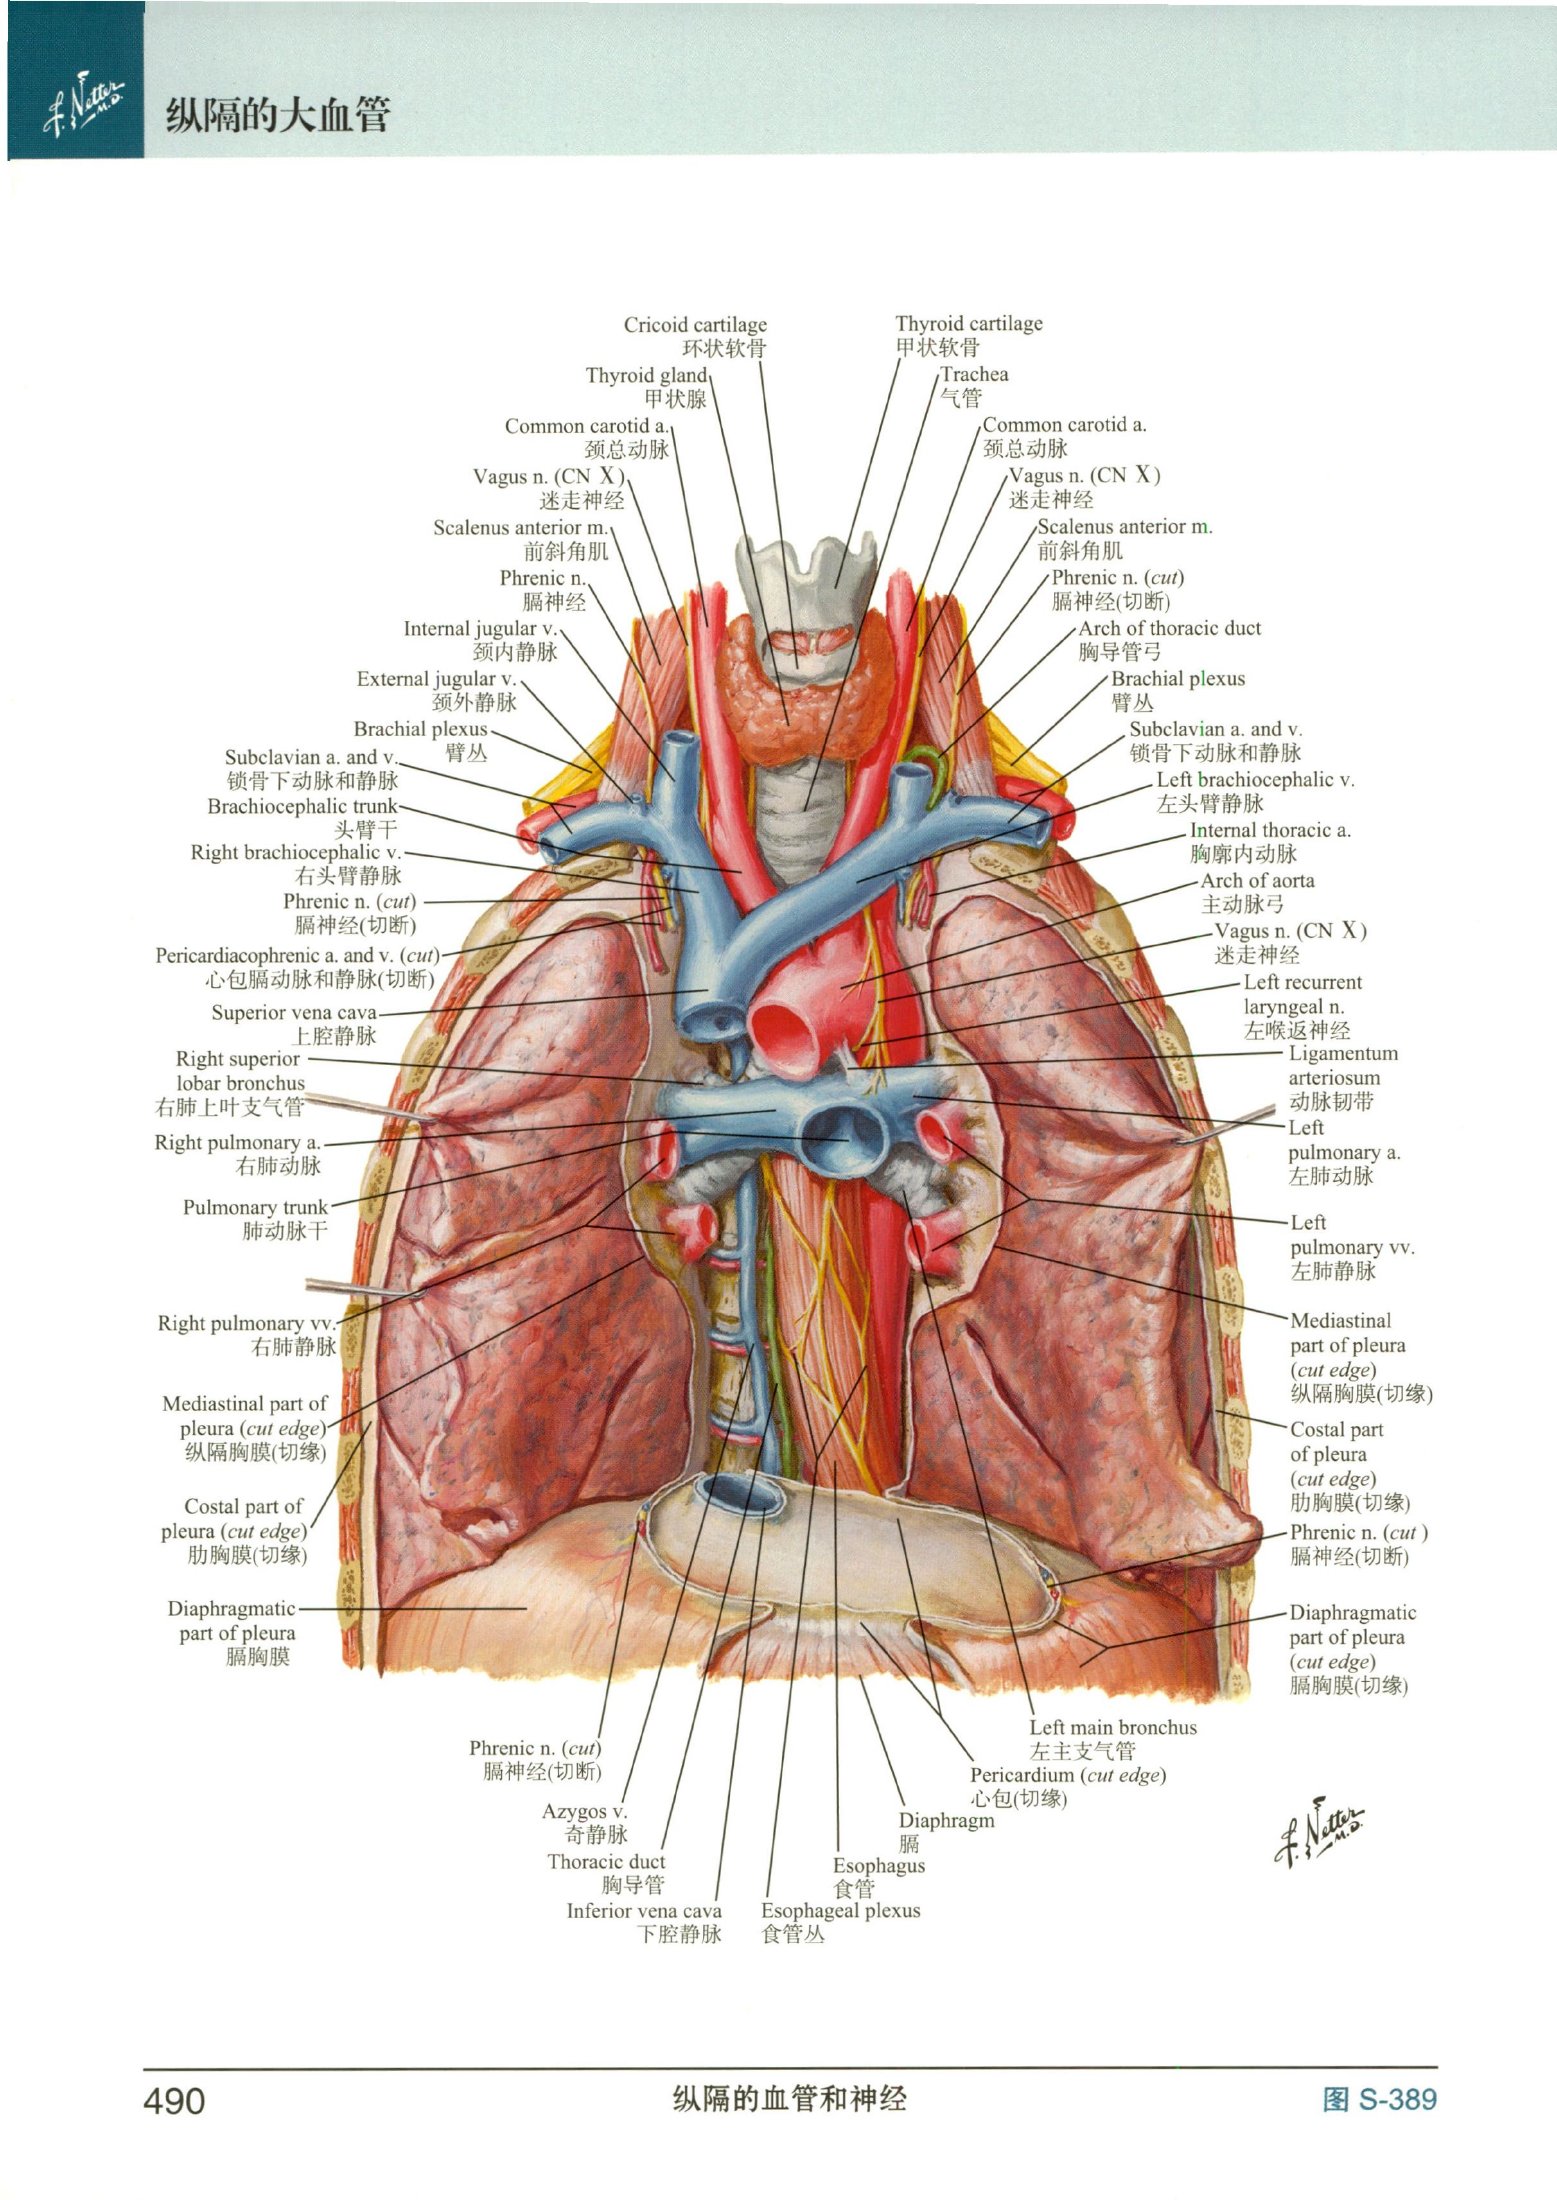 F. Netter M.D.
纵隔的大血管
Cricoid cartilage
环状软骨
Thyroid gland
甲状腺
Common carotid a.
颈总动脉
Vagus n. (CN X)
迷走神经
Scalenus anterior m.
前斜角肌
Phrenic n.
膈神经
Internal jugular v.
颈内静脉
External jugular v.
颈外静脉
Brachial plexus
臂丛
Subclavian a. and v.
锁骨下动脉和静脉
Brachiocephalic trunk
头臂干
Right brachiocephalic v.
右头臂静脉
Phrenic n. (cut)
膈神经(切断)
Pericardiacophrenic a. and v. (cut)
心包膈动脉和静脉(切断)
Superior vena cava
上腔静脉
Right superior
lobar bronchus
右肺上叶支气管
Right pulmonary a.
右肺动脉
Pulmonary trunk
肺动脉干
Right pulmonary vv.
右肺静脉
Mediastinal part of
pleura (cut edge)
纵隔胸膜(切缘)
Costal part of
pleura (cut edge)
肋胸膜(切缘)
Diaphragmatic
part of pleura
膈胸膜
Thyroid cartilage
甲状软骨
Trachea
气管
Common carotid a.
颈总动脉
Vagus n. (CN X)
迷走神经
Scalenus anterior m.
前斜角肌
Phrenic n. (cut)
膈神经(切断)
Arch of thoracic duct
胸导管弓
Brachial plexus
臂丛
Subclavian a. and v.
锁骨下动脉和静脉
Left brachiocephalic v.
左头臂静脉
Internal thoracic a.
胸廓内动脉
Arch of aorta
主动脉弓
Vagus n. (CN X)
迷走神经
Left recurrent
laryngeal n.
左喉返神经
Ligamentum
arteriosum
动脉韧带
Left
pulmonary a.
左肺动脉
Left
pulmonary vv.
左肺静脉
Mediastinal
part of pleura
(cut edge)
纵隔胸膜(切缘)
Costal part
of pleura
(cut edge)
肋胸膜(切缘)
Phrenic n. (cut )
膈神经(切断)
Diaphragmatic
part of pleura
(cut edge)
膈胸膜(切缘)
Phrenic n. (cut)
膈神经(切断)
Azygos v.
奇静脉
Thoracic duct
胸导管
Inferior vena cava
下腔静脉
Esophageal plexus
食管丛
Esophagus
食管
Diaphragm
膈
Pericardium (cut edge)
心包(切缘)
Left main bronchus
左主支气管
F. Netter M.D.
490
纵隔的血管和神经
图 S-389